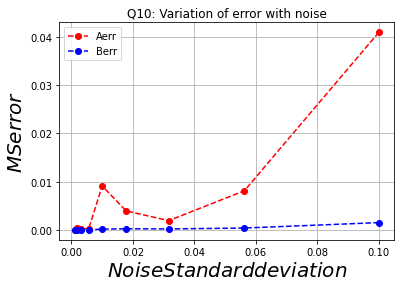 Q10: Variation of error with noise
Aerr
Berr
0.04
0.03
0.02
0.01
0.00
MSerror
0.00 0.02 0.04 0.06 0.08 0.10
NoiseStandarddeviation